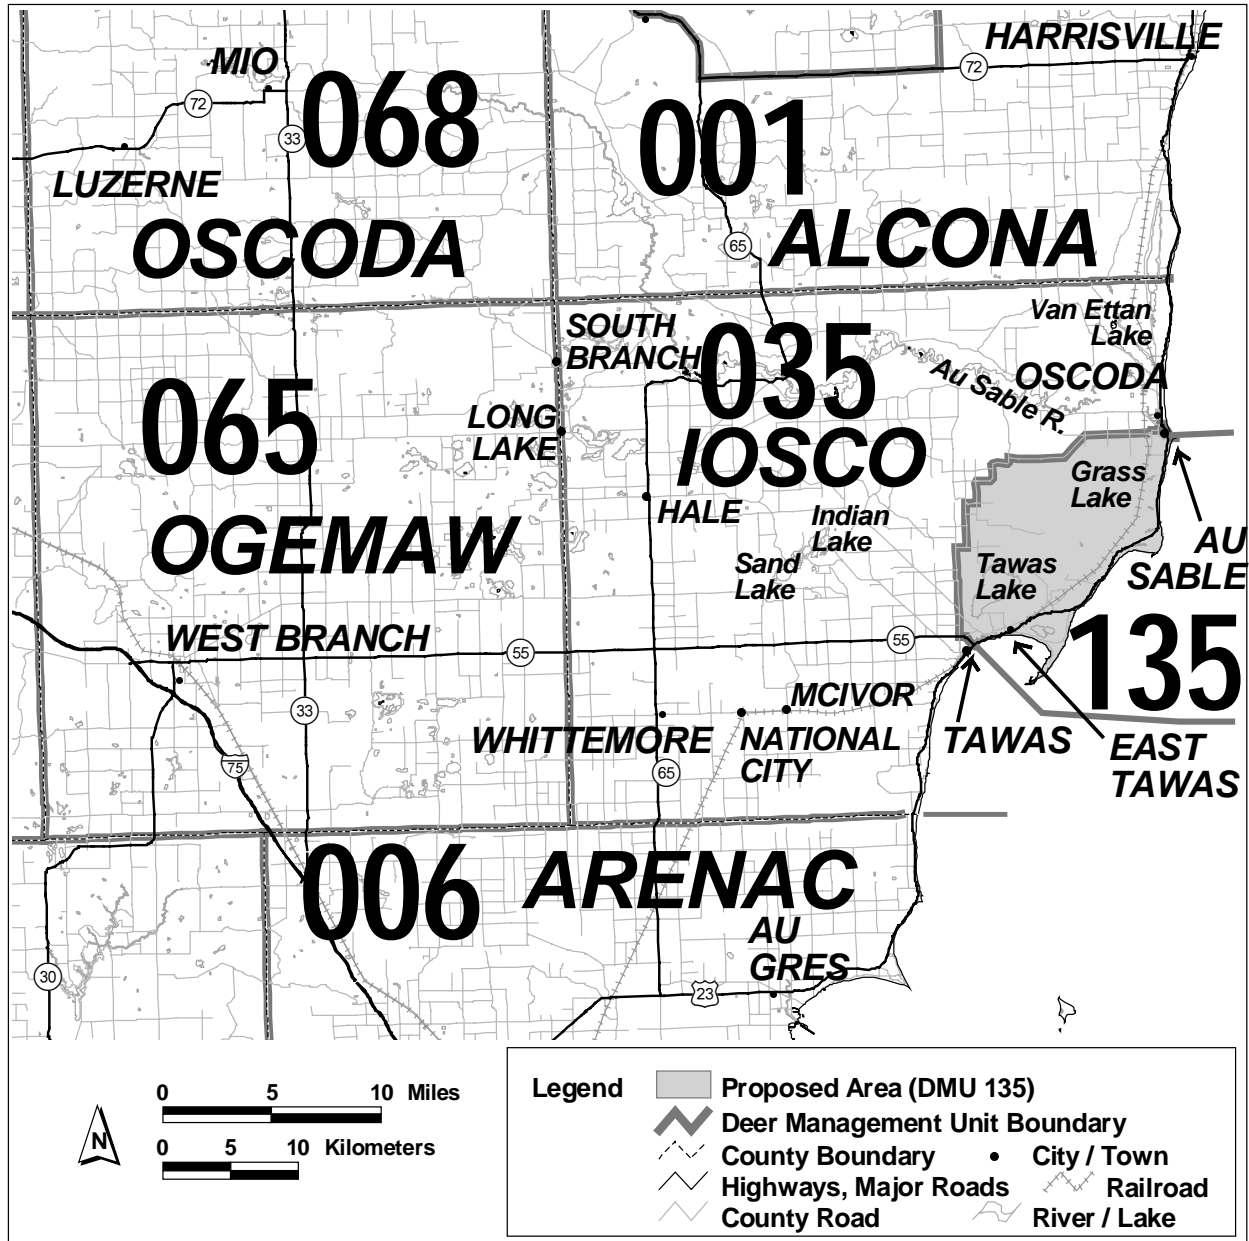 HARRISVILLE
MIO
72
72
33
068
001
LUZERNE
OSCODA
65
ALCONA
Van Ettan
Lake
SOUTH
BRANCH
035
OSCODA
Au Sable R.
065
LONG
LAKE
IOSCO
Grass
Lake
HALE
Indian
Lake
OGEMAW
Sand
Lake
Tawas
Lake
AU
SABLE
WEST BRANCH
55
55
135
33
MCIVOR
WHITTEMORE
NATIONAL
CITY
TAWAS
EAST
TAWAS
75
65
006
ARENAC
AU
GRES
30
23
0 5 10 Miles
0 5 10 Kilometers
N
Legend
Proposed Area (DMU 135)
Deer Management Unit Boundary
County Boundary
City / Town
Highways, Major Roads
Railroad
County Road
River / Lake